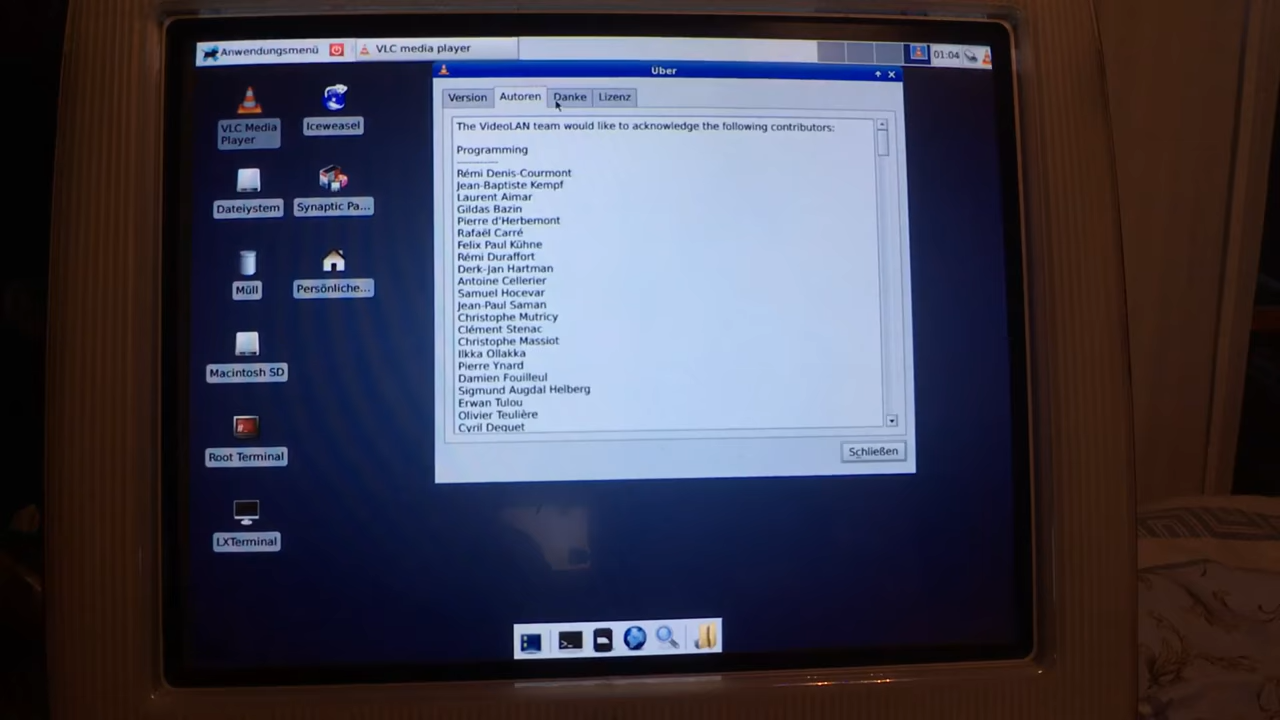 Anwendungsmenü
VLC media player
01:04
Über
Version Autoren Danke Lizenz
The VideoLAN team would like to acknowledge the following contributors:
Programming
Rémi Denis-Courmont
Jean-Baptiste Kempf
Laurent Aimar
Gildas Bazin
Pierre d'Herbemont
Rafaël Carré
Felix Paul Kühne
Rémi Duraffort
Derk-Jan Hartman
Antoine Cellerier
Samuel Hocevar
Jean-Paul Saman
Christophe Mutricy
Clément Stenac
Christophe Massiot
Ilkka Ollakka
Pierre Ynard
Damien Fouilleul
Sigmund Augdal Helberg
Erwan Tulou
Olivier Teulière
Cyril Deguet
Schließen
VLC Media
Player
Iceweasel
Dateiystem
Synaptic Pa...
Müll
Persönliche...
Macintosh SD
Root Terminal
LXTerminal